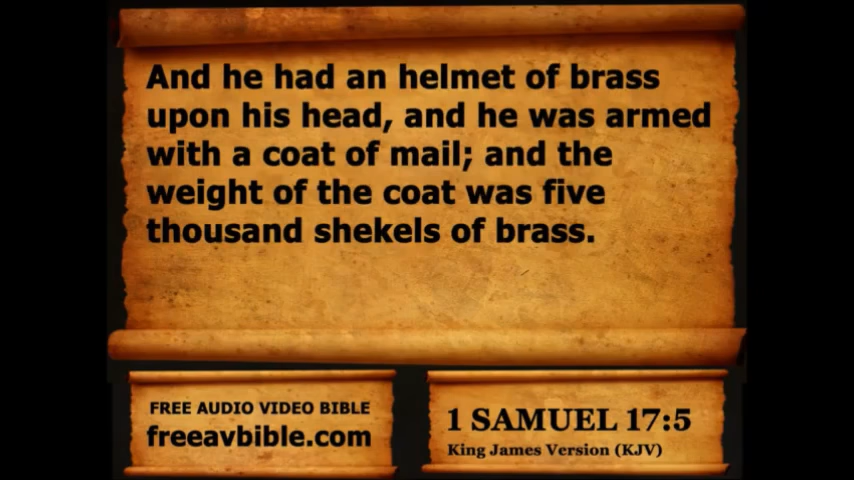 And he had an helmet of brass
upon his head, and he was armed
with a coat of mail; and the
weight of the coat was five
thousand shekels of brass.
FREE AUDIO VIDEO BIBLE
freeavbible.com
1 SAMUEL 17:5
King James Version (KJV)